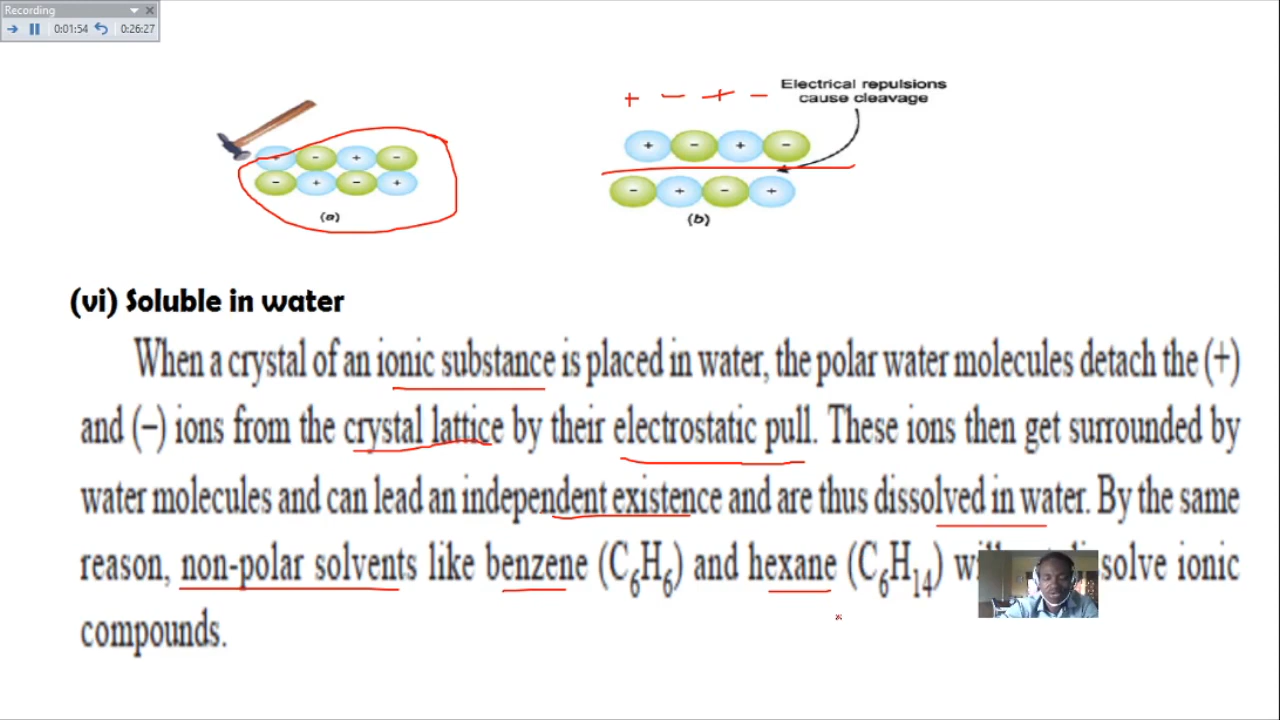 Recording
0:01:54 0:26:27
+ − + −
Electrical repulsions
cause cleavage
+ − + −
− + − +
(a)
+ − + −
− + − +
(b)
(vi) Soluble in water
When a crystal of an ionic substance is placed in water, the polar water molecules detach the (+)
and (–) ions from the crystal lattice by their electrostatic pull. These ions then get surrounded by
water molecules and can lead an independent existence and are thus dissolved in water. By the same
reason, non-polar solvents like benzene (C6H6) and hexane (C6H14) ionic
compounds.